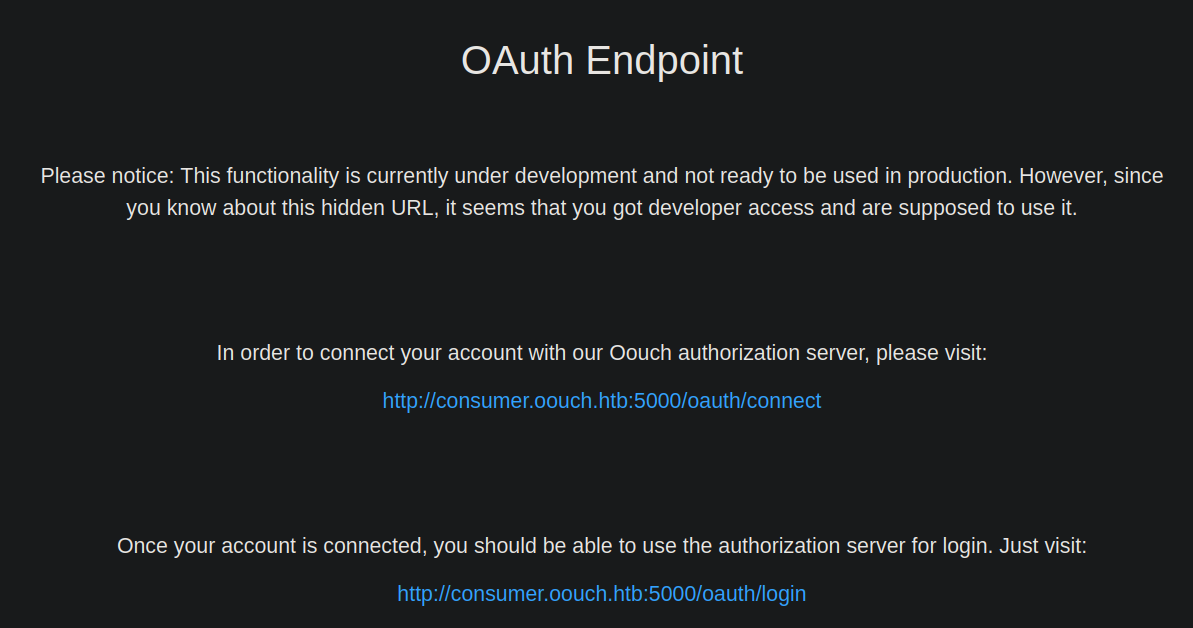 OAuth Endpoint
Please notice: This functionality is currently under development and not ready to be used in production. However, since
you know about this hidden URL, it seems that you got developer access and are supposed to use it.
In order to connect your account with our Oouch authorization server, please visit:
http://consumer.oouch.htb:5000/oauth/connect
Once your account is connected, you should be able to use the authorization server for login. Just visit:
http://consumer.oouch.htb:5000/oauth/login